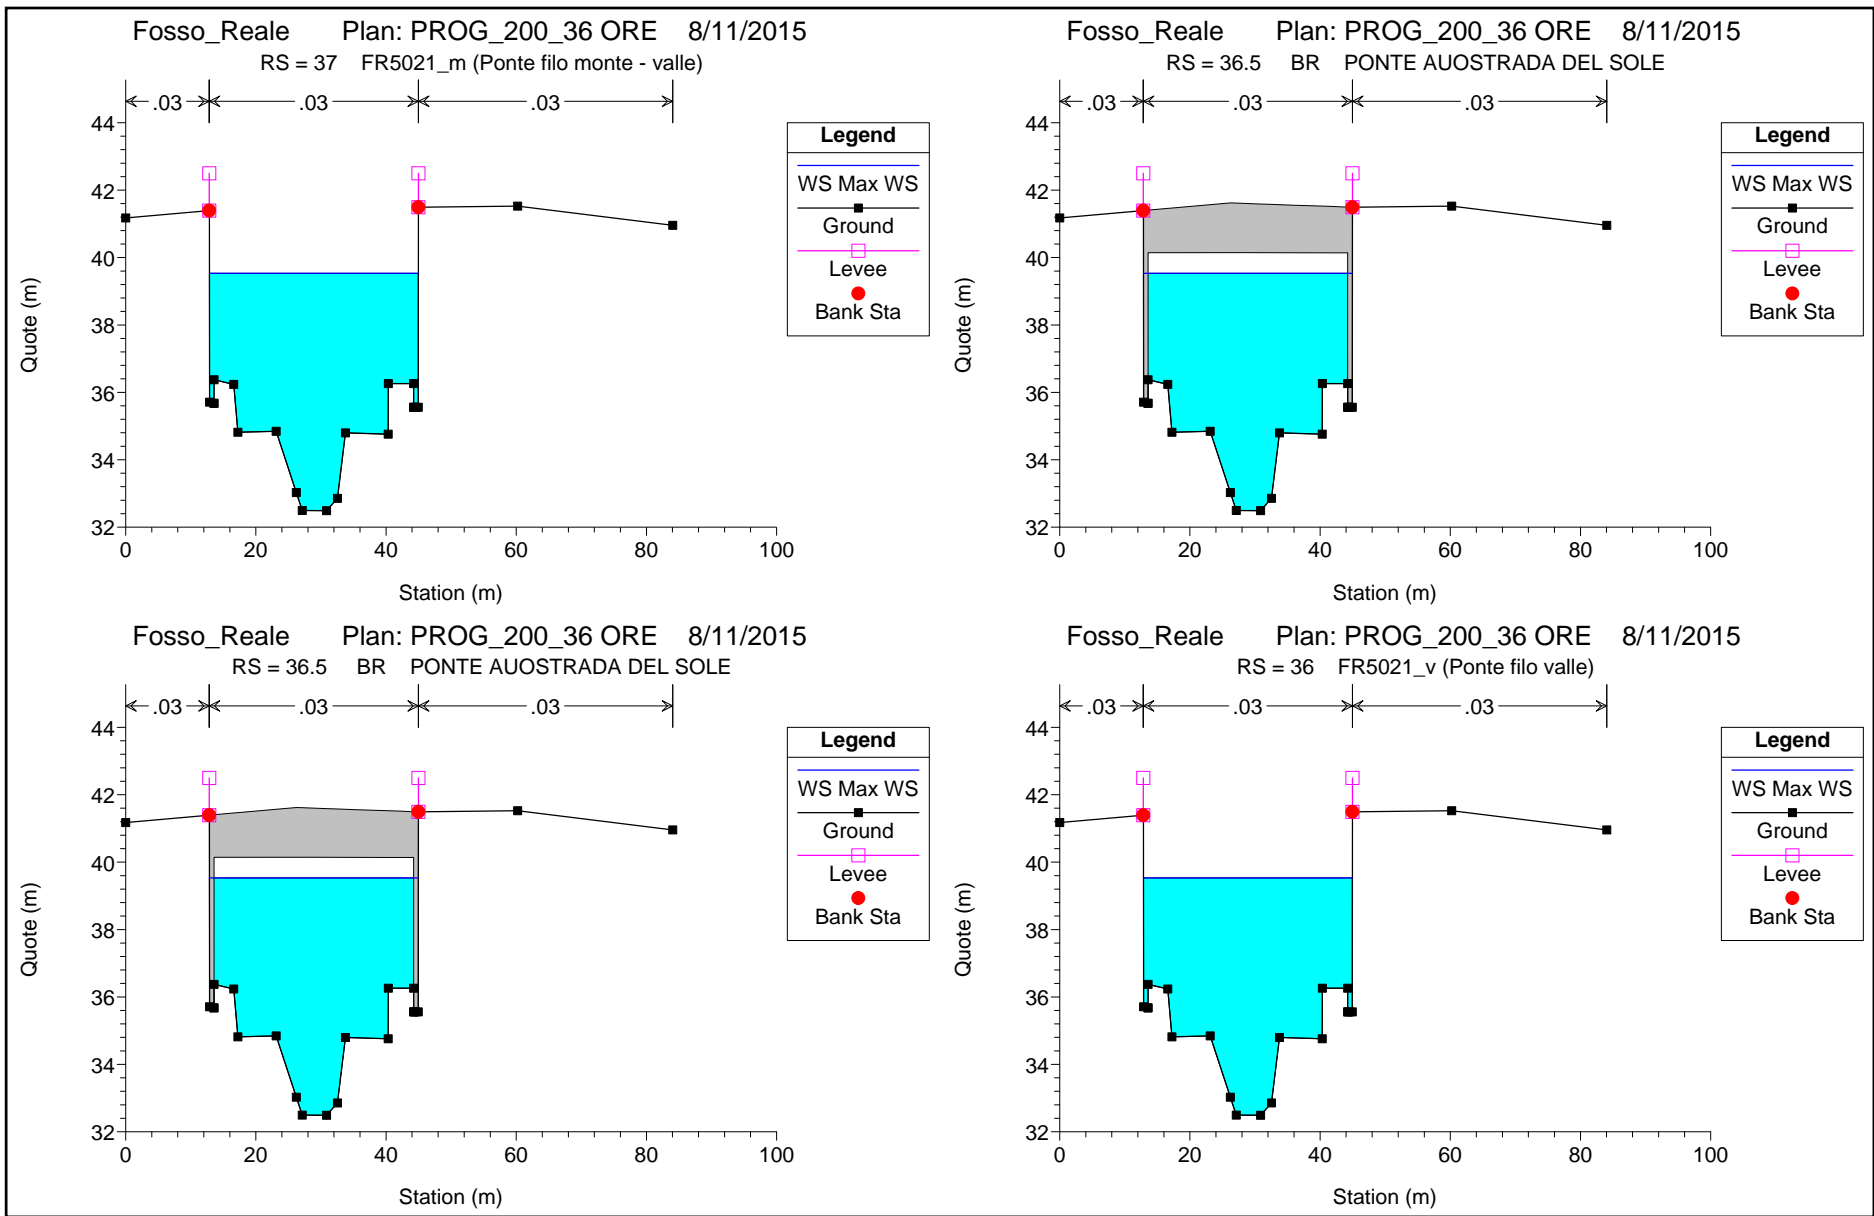 Fosso_Reale Plan: PROG_200_36 ORE 8/11/2015
RS = 37 FR5021_m (Ponte filo monte - valle)
.03 .03 .03
44
42
40
38
36
34
32
0 20 40 60 80 100
Quote (m)
Station (m)
Legend
WS Max WS
Ground
Levee
Bank Sta
Fosso_Reale Plan: PROG_200_36 ORE 8/11/2015
RS = 36.5 BR PONTE AUOSTRADA DEL SOLE
.03 .03 .03
44
42
40
38
36
34
32
0 20 40 60 80 100
Quote (m)
Station (m)
Legend
WS Max WS
Ground
Levee
Bank Sta
Fosso_Reale Plan: PROG_200_36 ORE 8/11/2015
RS = 36.5 BR PONTE AUOSTRADA DEL SOLE
.03 .03 .03
44
42
40
38
36
34
32
0 20 40 60 80 100
Quote (m)
Station (m)
Legend
WS Max WS
Ground
Levee
Bank Sta
Fosso_Reale Plan: PROG_200_36 ORE 8/11/2015
RS = 36 FR5021_v (Ponte filo valle)
.03 .03 .03
44
42
40
38
36
34
32
0 20 40 60 80 100
Quote (m)
Station (m)
Legend
WS Max WS
Ground
Levee
Bank Sta